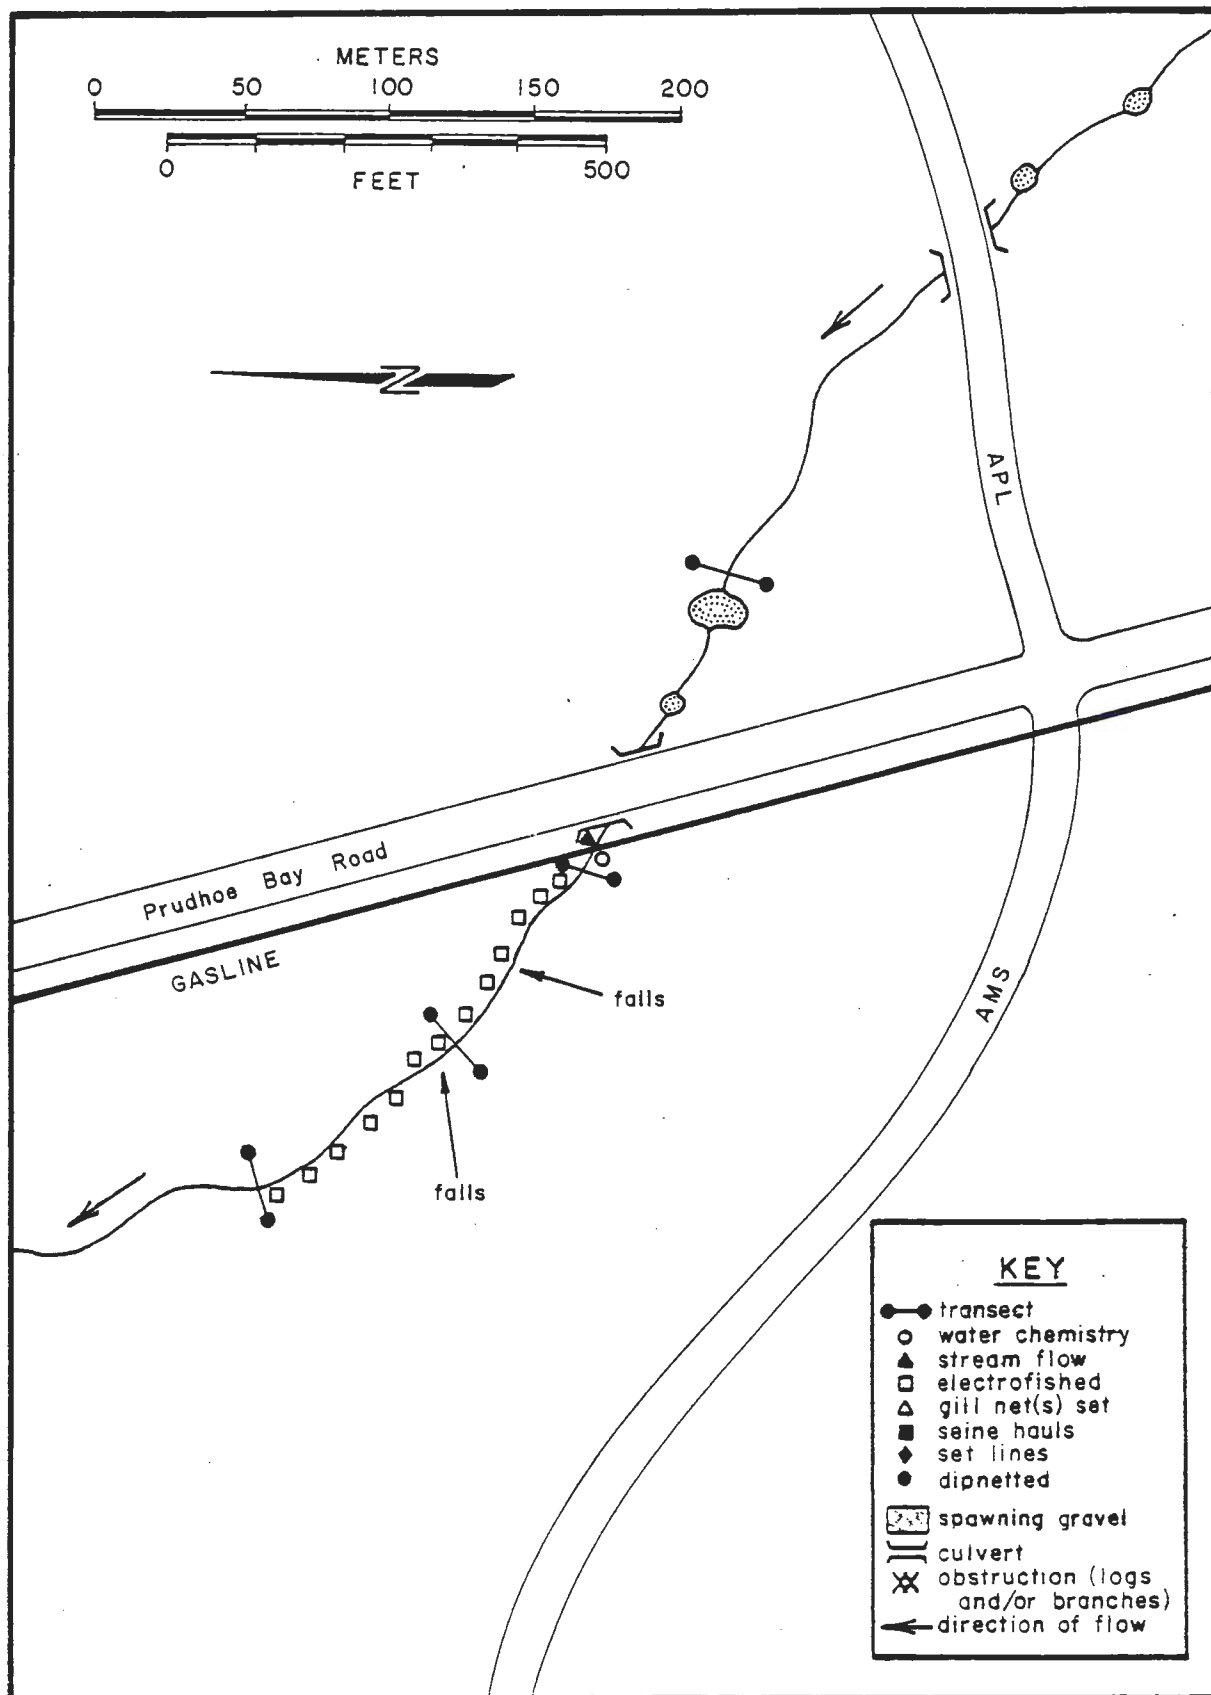 METERS
0 50 100 150 200
0 500
FEET
N
APL
Prudhoe Bay Road
GASLINE
falls
AMS
falls
KEY
transect
water chemistry
stream flow
electrofished
gill net(s) set
seine hauls
set lines
dipnetted
spawning gravel
culvert
obstruction (logs
and/or branches)
direction of flow